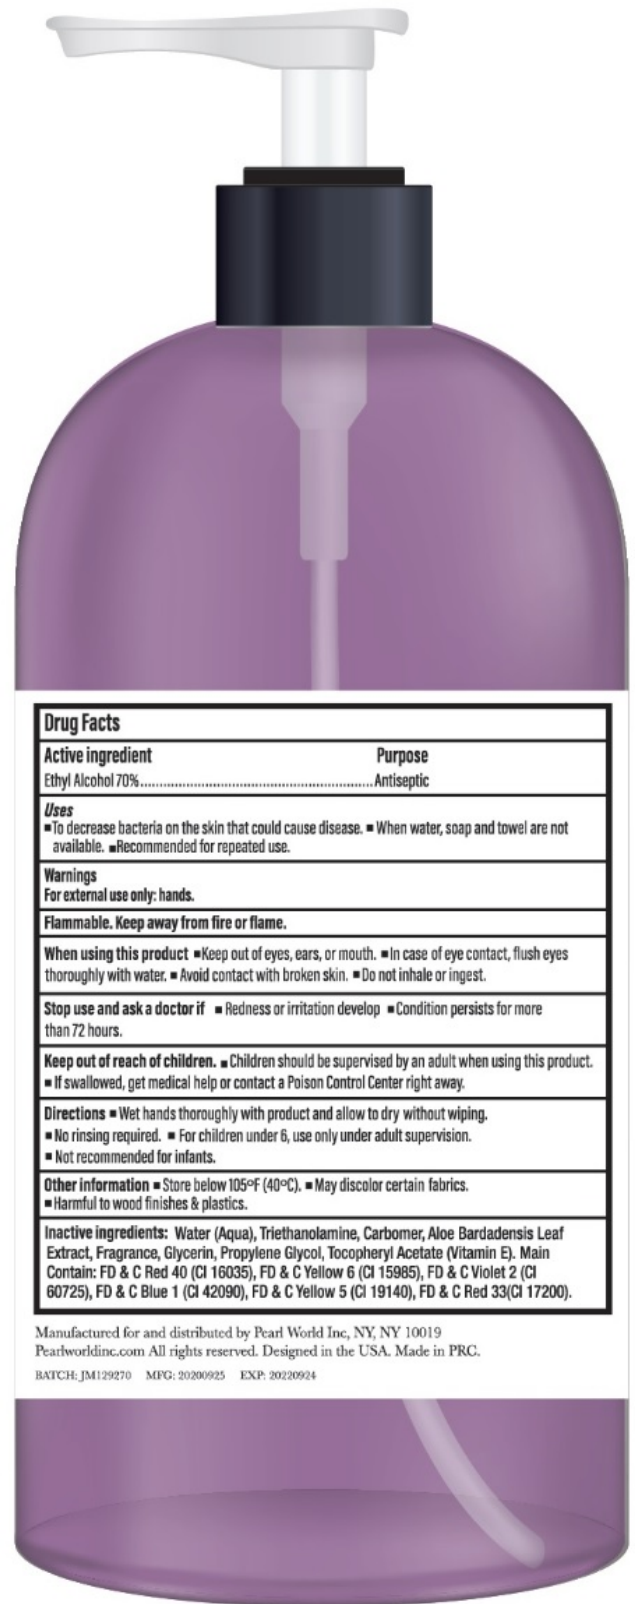 Drug Facts
Active ingredient Purpose
Ethyl Alcohol 70%............................................................Antiseptic
Uses
▪To decrease bacteria on the skin that could cause disease. ▪ When water, soap and towel are not
available. ▪Recommended for repeated use.
Warnings
For external use only: hands.
Flammable. Keep away from fire or flame.
When using this product ▪Keep out of eyes, ears, or mouth. ▪In case of eye contact, flush eyes
thoroughly with water. ▪ Avoid contact with broken skin. ▪Do not inhale or ingest.
Stop use and ask a doctor if ▪ Redness or irritation develop ▪Condition persists for more
than 72 hours.
Keep out of reach of children. ▪ Children should be supervised by an adult when using this product.
▪ If swallowed, get medical help or contact a Poison Control Center right away.
Directions ▪ Wet hands thoroughly with product and allow to dry without wiping.
▪ No rinsing required. ▪ For children under 6, use only under adult supervision.
▪ Not recommended for infants.
Other information ▪ Store below 105ºF (40ºC). ▪ May discolor certain fabrics.
▪Harmful to wood finishes & plastics.
Inactive ingredients: Water (Aqua), Triethanolamine, Carbomer, Aloe Bardadensis Leaf
Extract, Fragrance, Glycerin, Propylene Glycol, Tocopheryl Acetate (Vitamin E). Main
Contain: FD & C Red 40 (CI 16035), FD & C Yellow 6 (CI 15985), FD & C Violet 2 (CI
60725), FD & C Blue 1 (CI 42090), FD & C Yellow 5 (CI 19140), FD & C Red 33(CI 17200).
Manufactured for and distributed by Pearl World Inc, NY, NY 10019
Pearlworldinc.com All rights reserved. Designed in the USA. Made in PRC.
BATCH: JM129270 MFG: 20200925 EXP: 20220924